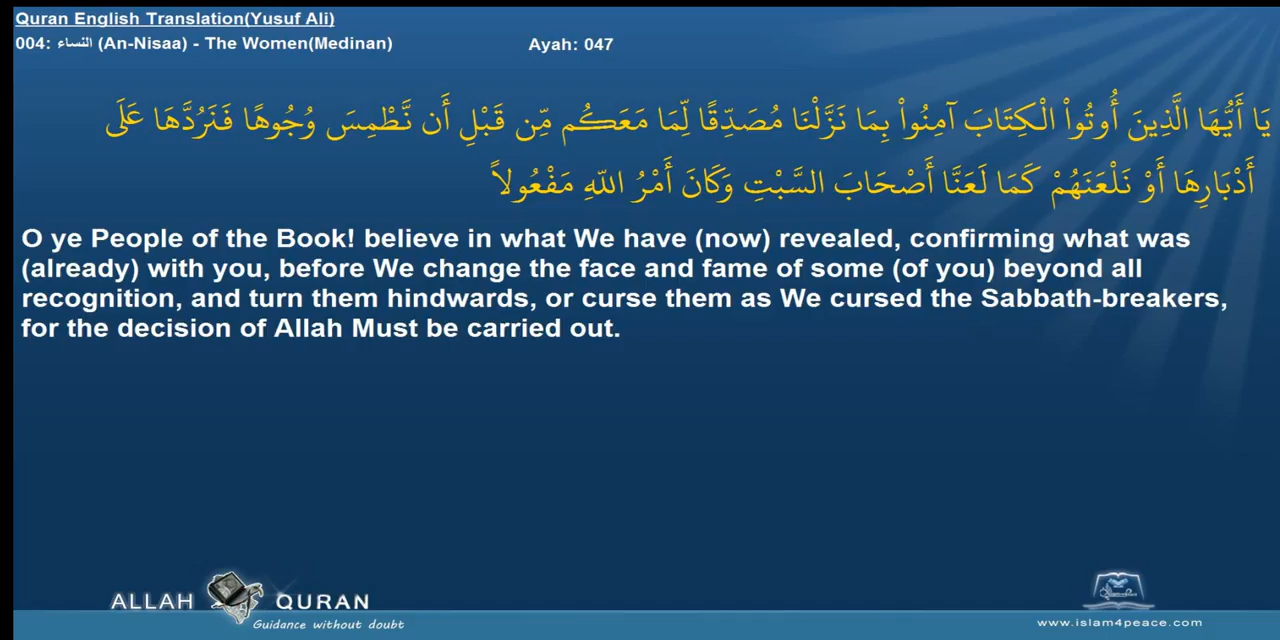 Quran English Translation(Yusuf Ali)
004: النساء (An-Nisaa) - The Women(Medinan) Ayah: 047
يَا أَيُّهَا الَّذِينَ أُوتُواْ الْكِتَابَ آمِنُواْ بِمَا نَزَّلْنَا مُصَدِّقًا لِّمَا مَعَكُم مِّن قَبْلِ أَن نَّطْمِسَ وُجُوهًا فَنَرُدَّهَا عَلَى
أَدْبَارِهَا أَوْ نَلْعَنَهُمْ كَمَا لَعَنَّا أَصْحَابَ السَّبْتِ وَكَانَ أَمْرُ اللّهِ مَفْعُولاً
O ye People of the Book! believe in what We have (now) revealed, confirming what was
(already) with you, before We change the face and fame of some (of you) beyond all
recognition, and turn them hindwards, or curse them as We cursed the Sabbath-breakers,
for the decision of Allah Must be carried out.
ALLAH QURAN
Guidance without doubt
www.islam4peace.com